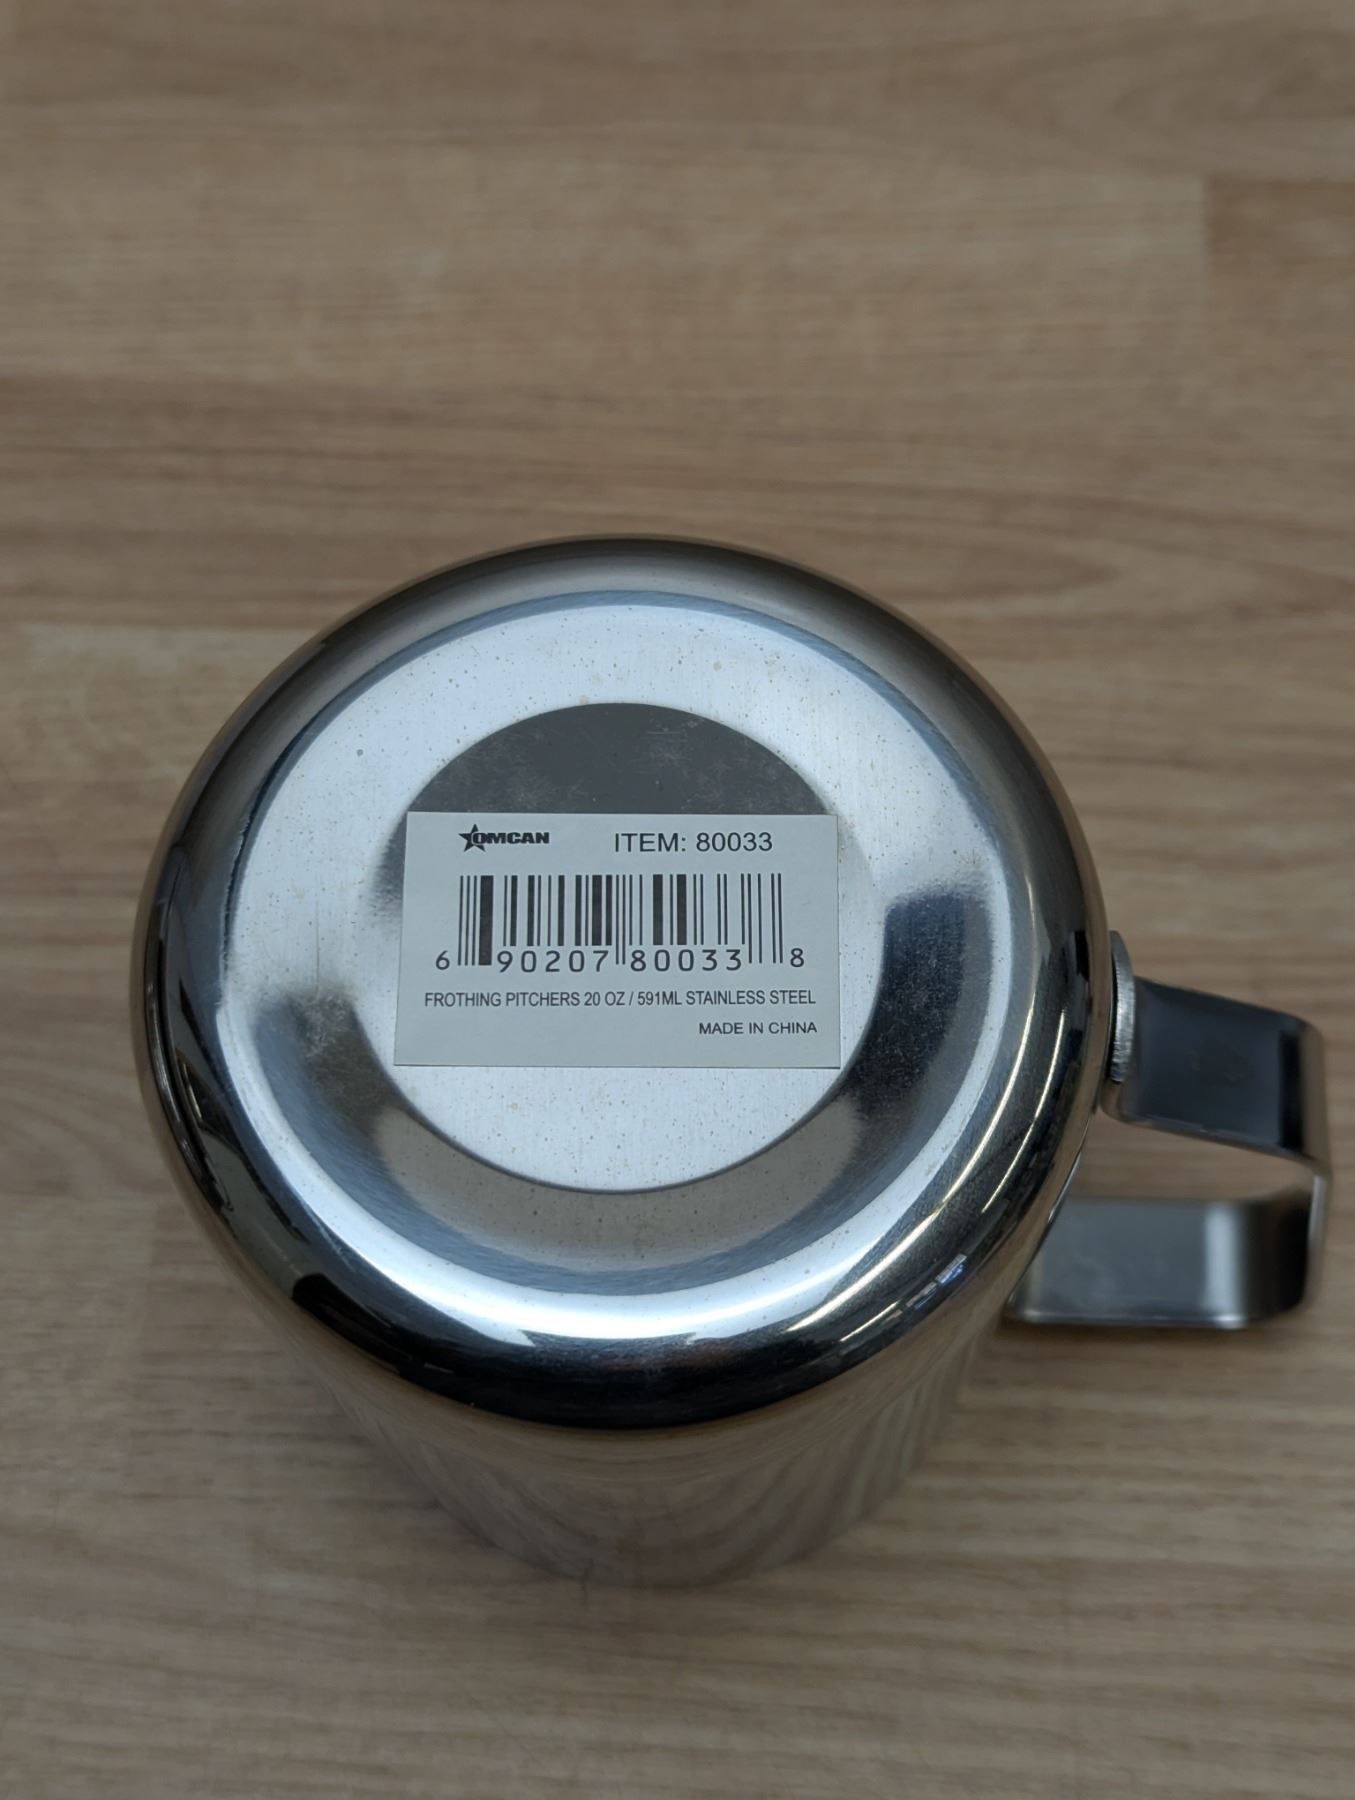 OMCAN ITEM: 80033
6 90207 80033 8
FROTHING PITCHERS 20 OZ / 591ML STAINLESS STEEL
MADE IN CHINA